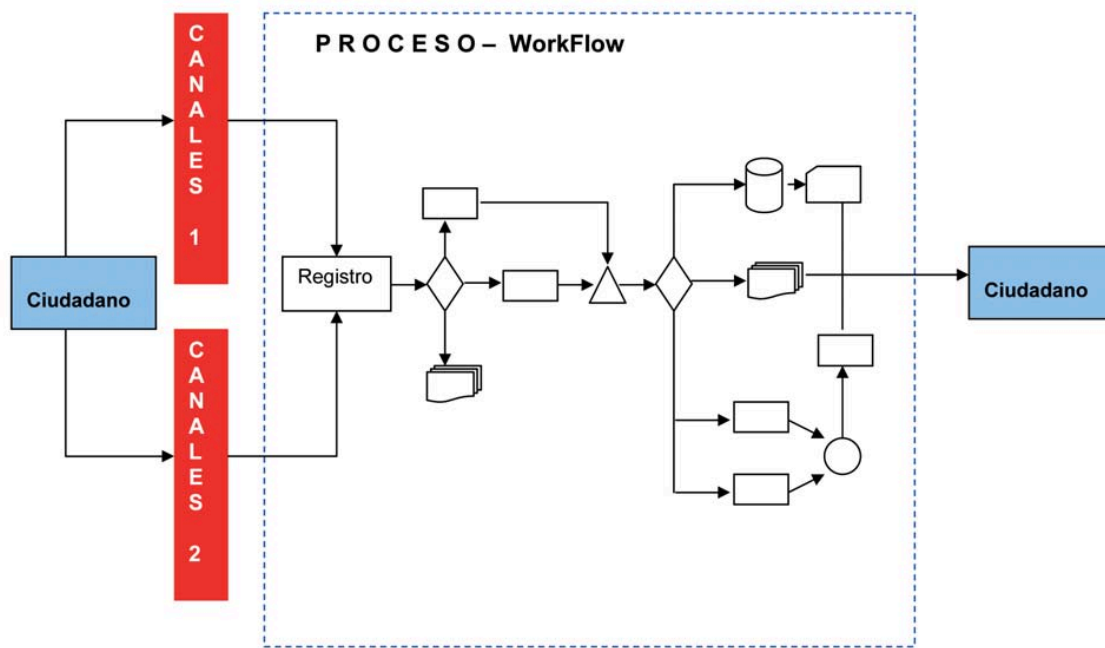 P R O C E S O – WorkFlow
C
A
N
A
L
E
S
1
Ciudadano
Registro
Ciudadano
C
A
N
A
L
E
S
2